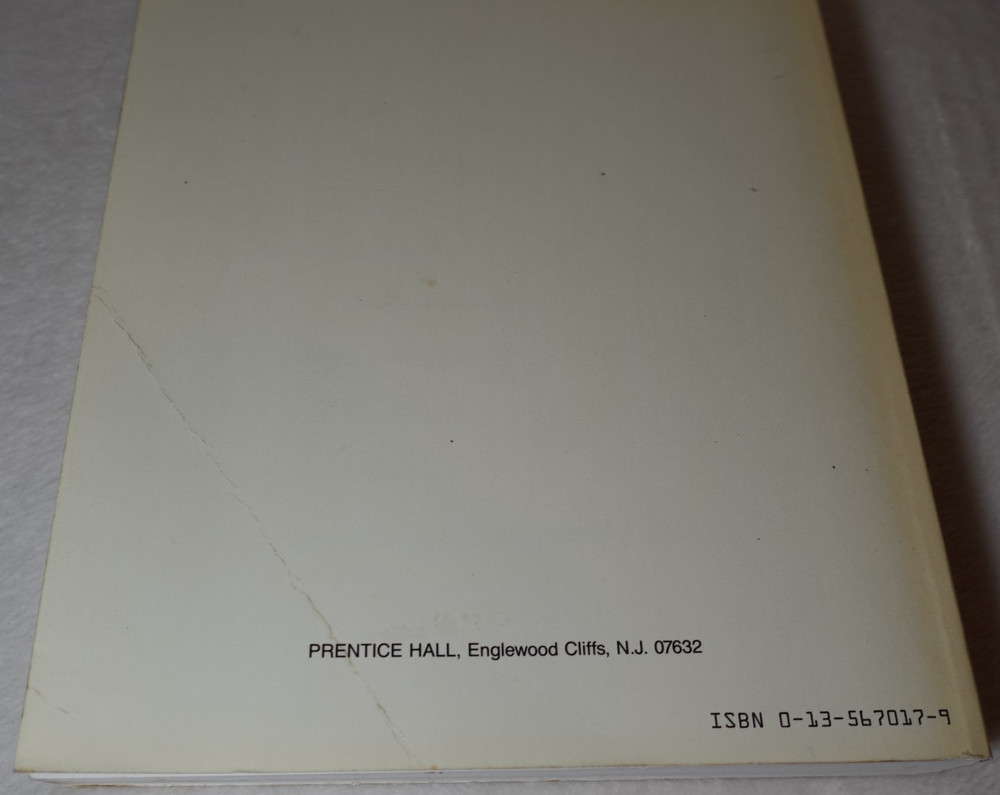 PRENTICE HALL, Englewood Cliffs, N.J. 07632
ISBN 0-13-567017-9